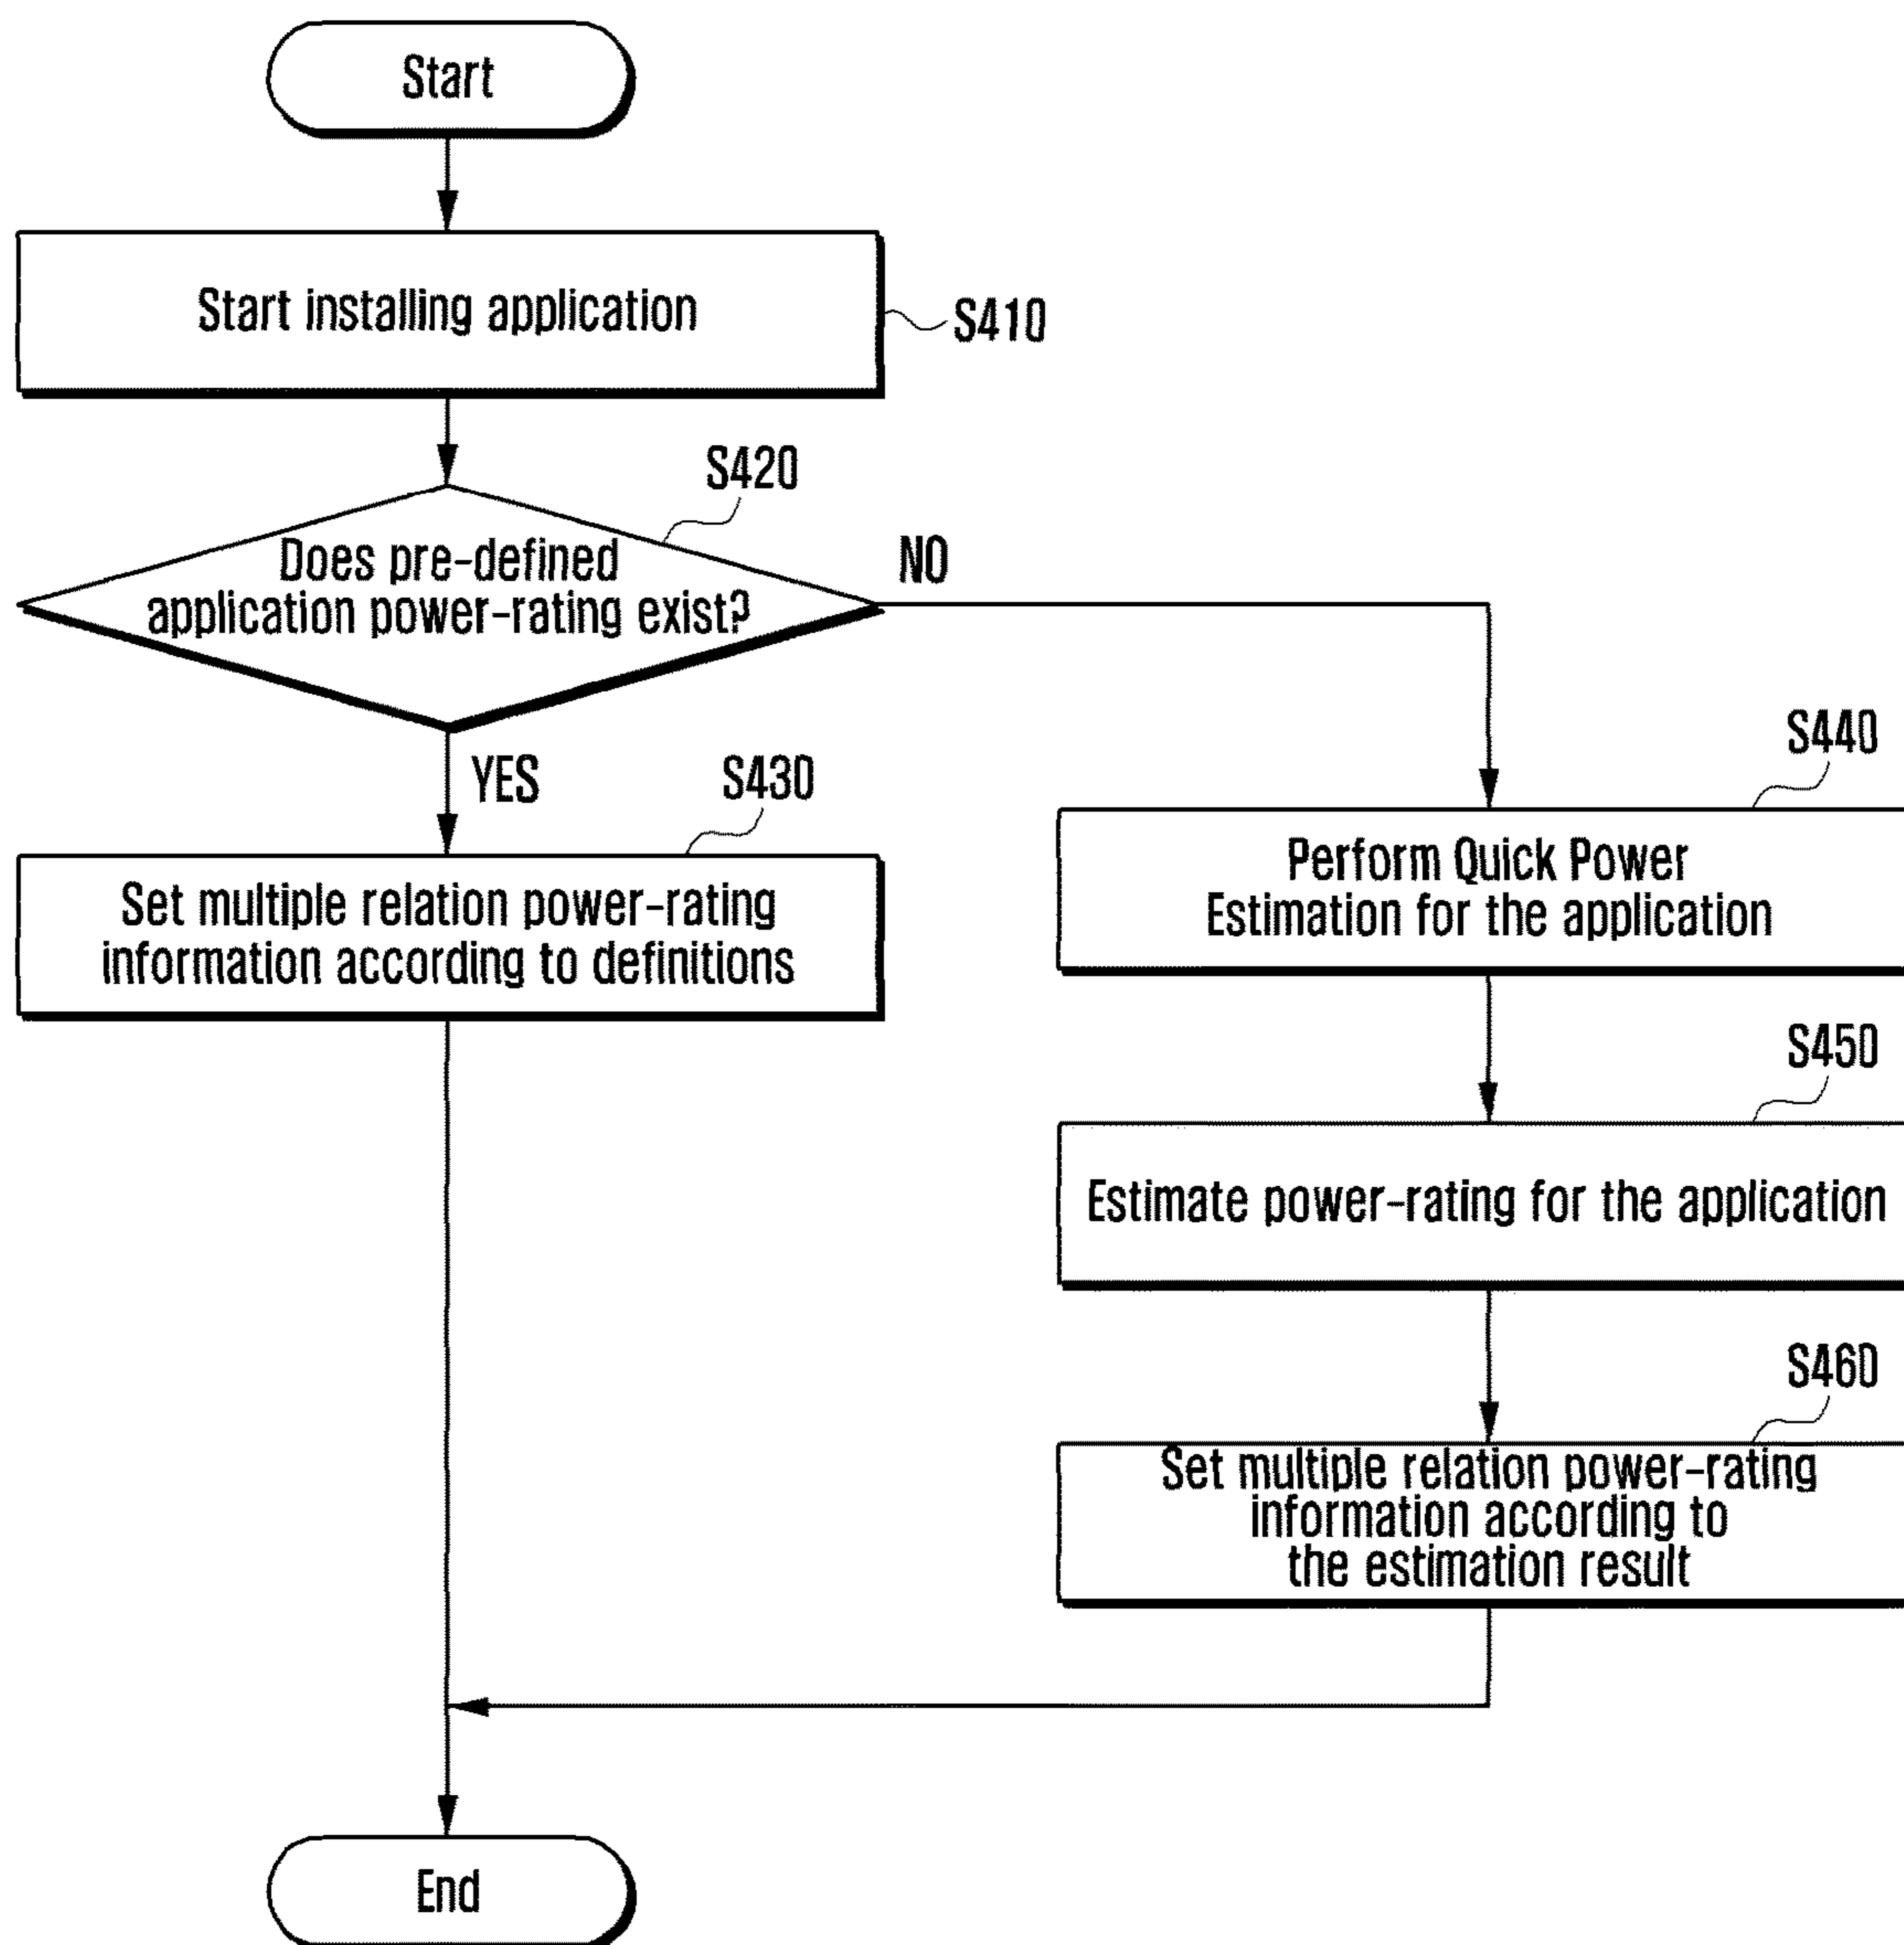 Start
Start installing application
S410
S420
Does pre-defined
application power-rating exist?
NO
YES
S430
Set multiple relation power-rating
information according to definitions
S440
Perform Quick Power
Estimation for the application
S450
Estimate power-rating for the application
S460
Set multiple relation power-rating
information according to
the estimation result
End